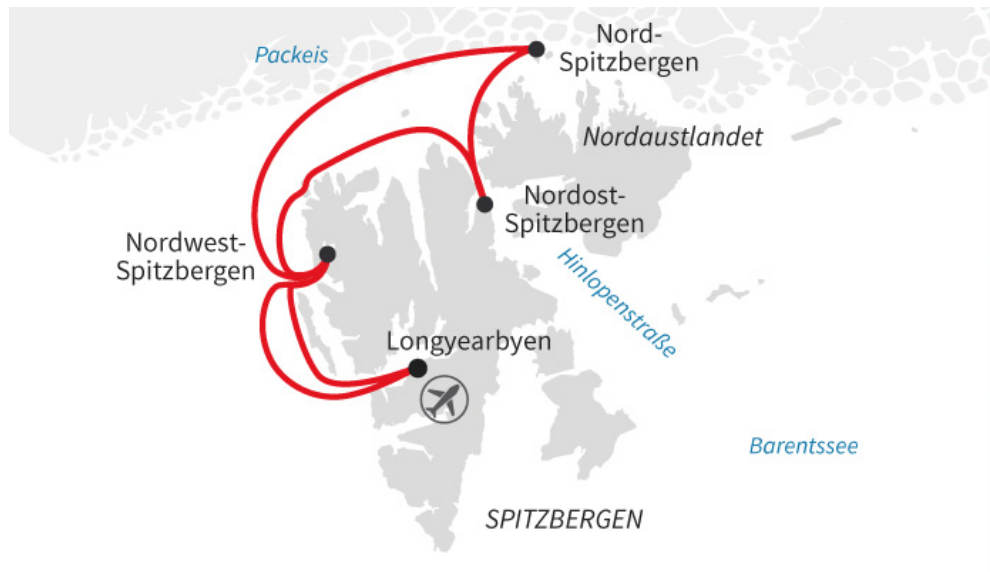 Nord-
Spitzbergen
Packeis
Nordaustlandet
Nordost-
Spitzbergen
Nordwest-
Spitzbergen
Hinlopenstraße
Longyearbyen
Barentssee
SPITZBERGEN